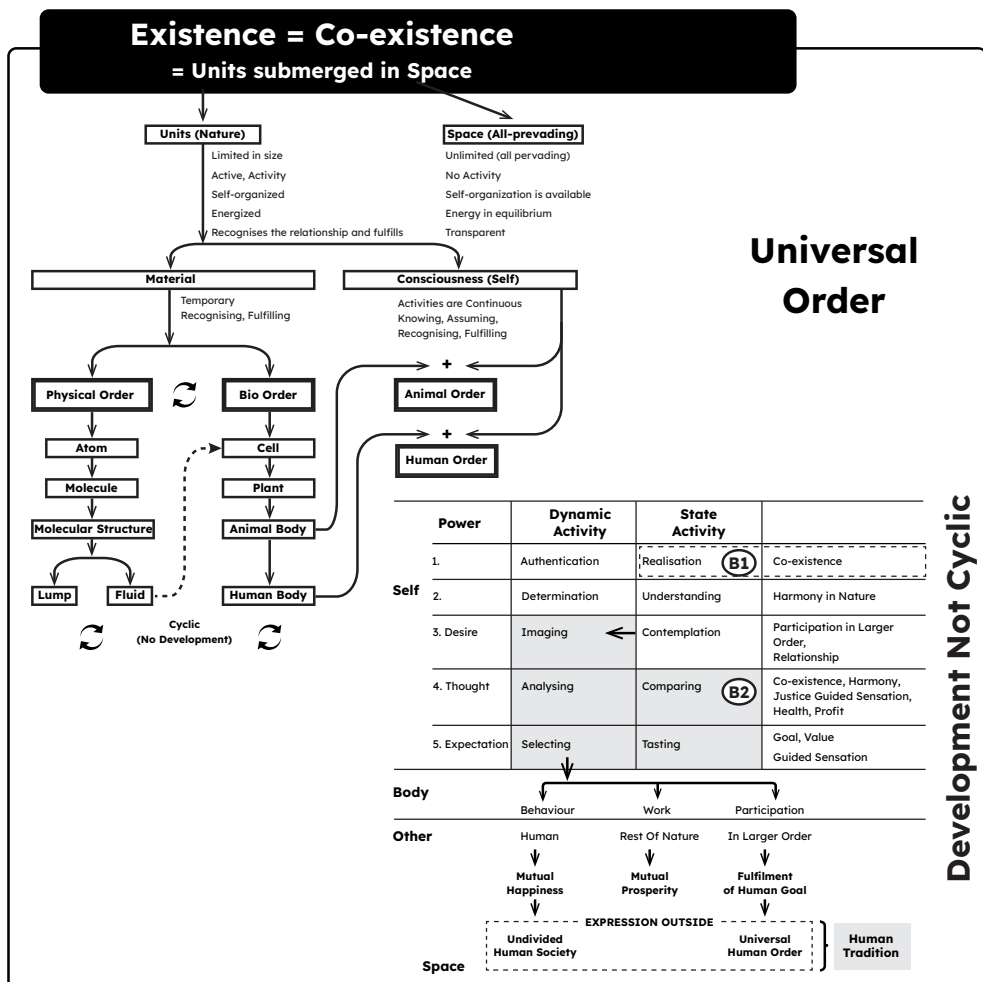 Existence = Co-existence
= Units submerged in Space
Units (Nature)
Limited in size
Active, Activity
Self-organized
Energized
Recognises the relationship and fulfills
Space (All-prevading)
Unlimited (all pervading)
No Activity
Self-organization is available
Energy in equilibrium
Transparent
Universal
Order
Material
Temporary
Recognising, Fulfilling
Consciousness (Self)
Activities are Continuous
Knowing, Assuming,
Recognising, Fulfilling
Physical Order
Bio Order
+
Animal Order
+
Human Order
Atom
Cell
Molecule
Plant
Molecular Structure
Animal Body
Lump
Fluid
Human Body
Cyclic
(No Development)
Power
Dynamic
Activity
State
Activity
Self
1.
Authentication
Realisation
B1
Co-existence
2.
Determination
Understanding
Harmony in Nature
3. Desire
Imaging
Contemplation
Participation in Larger
Order,
Relationship
4. Thought
Analysing
Comparing
B2
Co-existence, Harmony,
Justice Guided Sensation,
Health, Profit
5. Expectation
Selecting
Tasting
Goal, Value
Guided Sensation
Body
Behaviour
Work
Participation
Other
Human
Rest Of Nature
In Larger Order
Mutual
Happiness
Mutual
Prosperity
Fulfilment
of Human Goal
EXPRESSION OUTSIDE
Undivided
Human Society
Universal
Human Order
Human
Tradition
Space
Development Not Cyclic